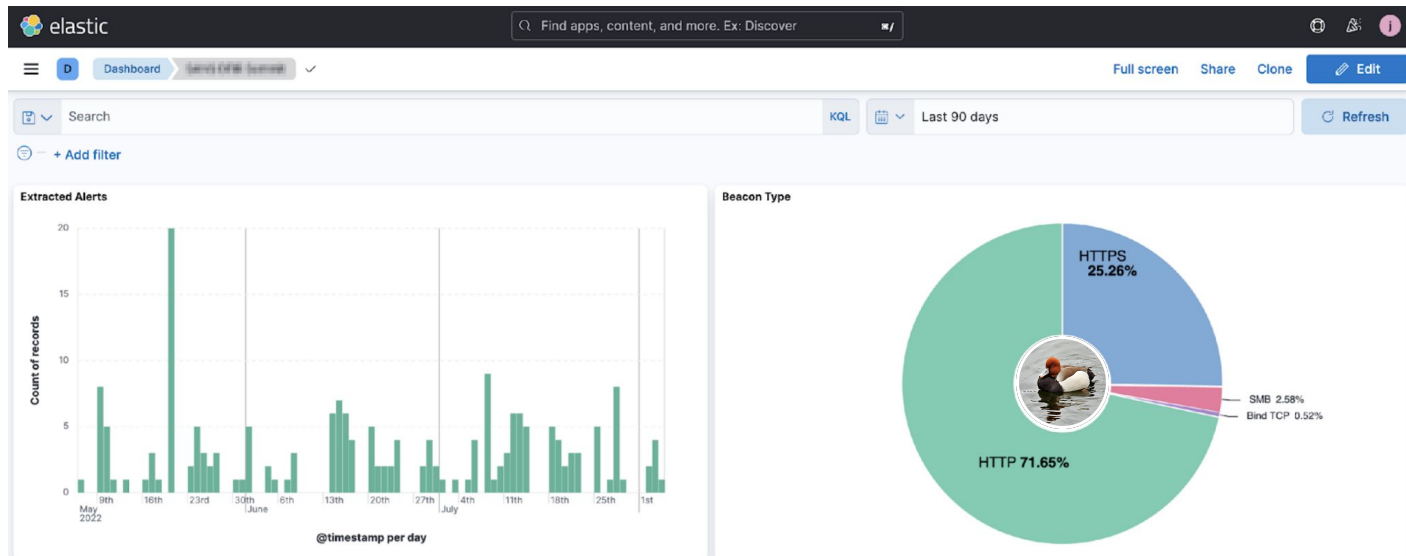 elastic
Find apps, content, and more. Ex: Discover
⌘/
j
D
Dashboard
Full screen
Share
Clone
Edit
Search
KQL
Last 90 days
Refresh
+ Add filter
Extracted Alerts
20
15
10
5
0
Count of records
9th
16th
23rd
30th
6th
13th
20th
27th
4th
11th
18th
25th
1st
May
2022
June
July
@timestamp per day
Beacon Type
HTTPS
25.26%
SMB 2.58%
Bind TCP 0.52%
HTTP 71.65%